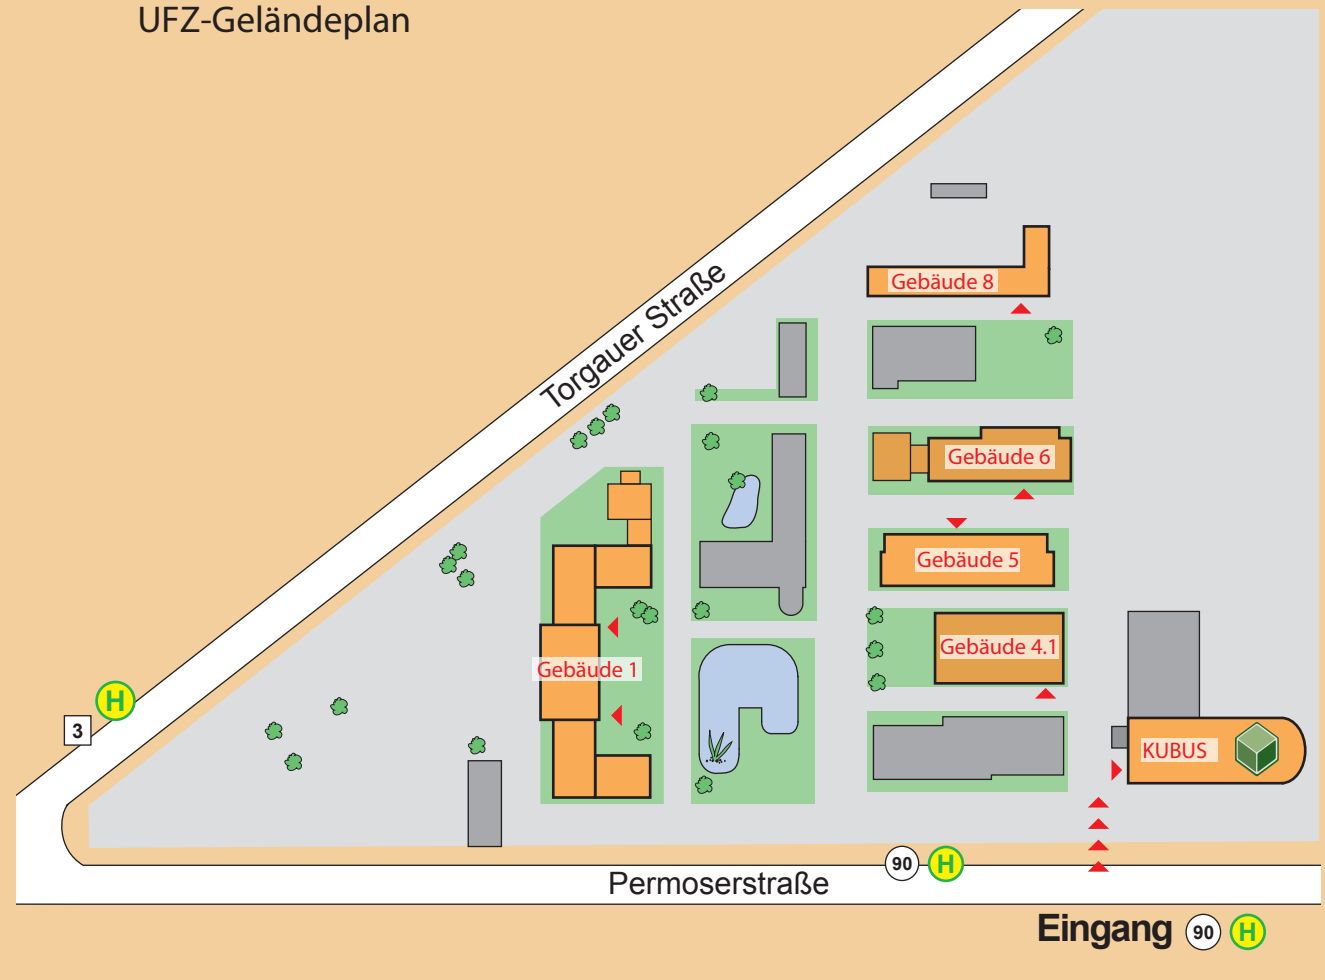 UFZ-Geländeplan
Torgauer Straße
Gebäude 8
Gebäude 6
Gebäude 5
Gebäude 4.1
Gebäude 1
H
3
KUBUS
90 H
Permoserstraße
Eingang 90 H